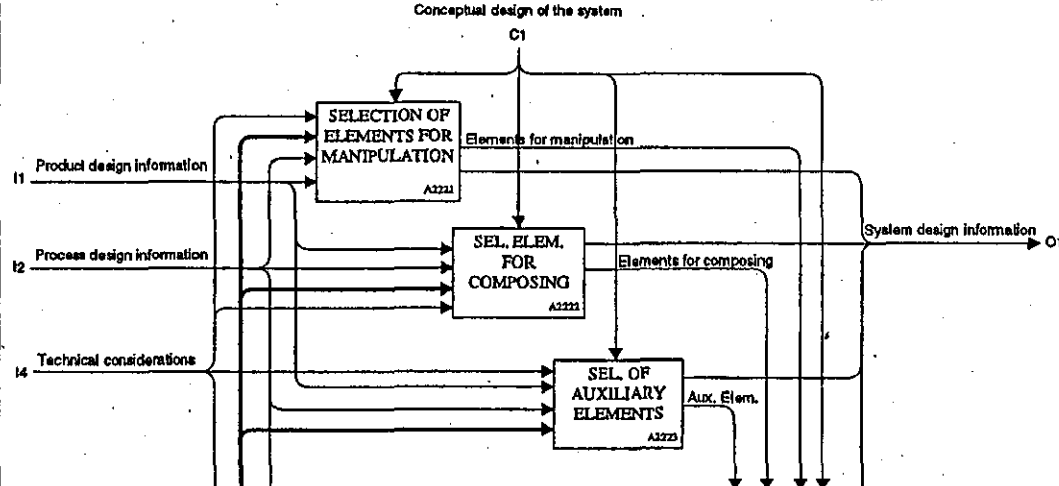 Conceptual design of the system
C1
SELECTION OF
ELEMENTS FOR
MANIPULATION
A2221
Elements for manipulation
I1
Product design information
System design information
O1
SEL. ELEM.
FOR
COMPOSING
A2222
Elements for composing
I2
Process design information
I4
Technical considerations
SEL. OF
AUXILIARY
ELEMENTS
A2223
Aux. Elem.